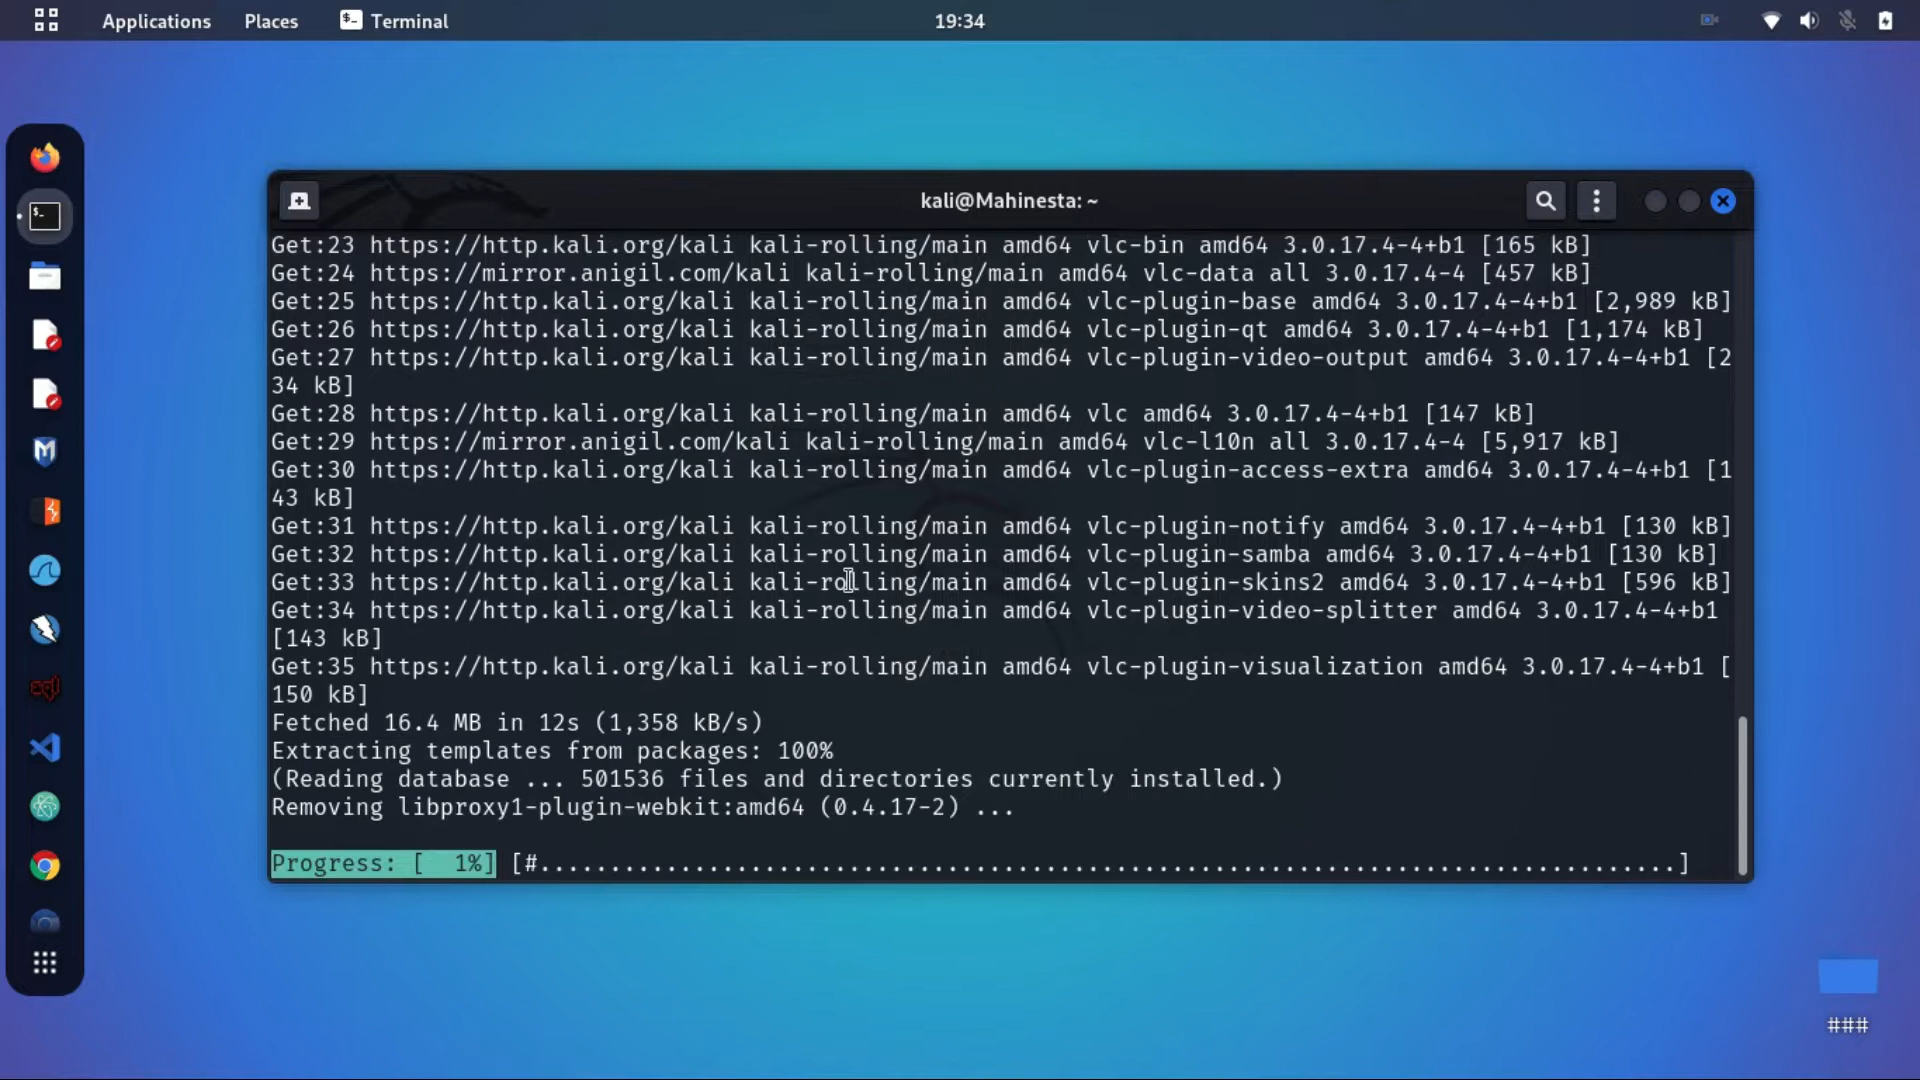 Applications Places Terminal 19:34
kali@Mahinesta: ~
Get:23 https://http.kali.org/kali kali-rolling/main amd64 vlc-bin amd64 3.0.17.4-4+b1 [165 kB]
Get:24 https://mirror.anigil.com/kali kali-rolling/main amd64 vlc-data all 3.0.17.4-4 [457 kB]
Get:25 https://http.kali.org/kali kali-rolling/main amd64 vlc-plugin-base amd64 3.0.17.4-4+b1 [2,989 kB]
Get:26 https://http.kali.org/kali kali-rolling/main amd64 vlc-plugin-qt amd64 3.0.17.4-4+b1 [1,174 kB]
Get:27 https://http.kali.org/kali kali-rolling/main amd64 vlc-plugin-video-output amd64 3.0.17.4-4+b1 [2
34 kB]
Get:28 https://http.kali.org/kali kali-rolling/main amd64 vlc amd64 3.0.17.4-4+b1 [147 kB]
Get:29 https://mirror.anigil.com/kali kali-rolling/main amd64 vlc-l10n all 3.0.17.4-4 [5,917 kB]
Get:30 https://http.kali.org/kali kali-rolling/main amd64 vlc-plugin-access-extra amd64 3.0.17.4-4+b1 [1
43 kB]
Get:31 https://http.kali.org/kali kali-rolling/main amd64 vlc-plugin-notify amd64 3.0.17.4-4+b1 [130 kB]
Get:32 https://http.kali.org/kali kali-rolling/main amd64 vlc-plugin-samba amd64 3.0.17.4-4+b1 [130 kB]
Get:33 https://http.kali.org/kali kali-rolling/main amd64 vlc-plugin-skins2 amd64 3.0.17.4-4+b1 [596 kB]
Get:34 https://http.kali.org/kali kali-rolling/main amd64 vlc-plugin-video-splitter amd64 3.0.17.4-4+b1
[143 kB]
Get:35 https://http.kali.org/kali kali-rolling/main amd64 vlc-plugin-visualization amd64 3.0.17.4-4+b1 [
150 kB]
Fetched 16.4 MB in 12s (1,358 kB/s)
Extracting templates from packages: 100%
(Reading database ... 501536 files and directories currently installed.)
Removing libproxy1-plugin-webkit:amd64 (0.4.17-2) ...
Progress: [  1%] [#.................................................................................]
###